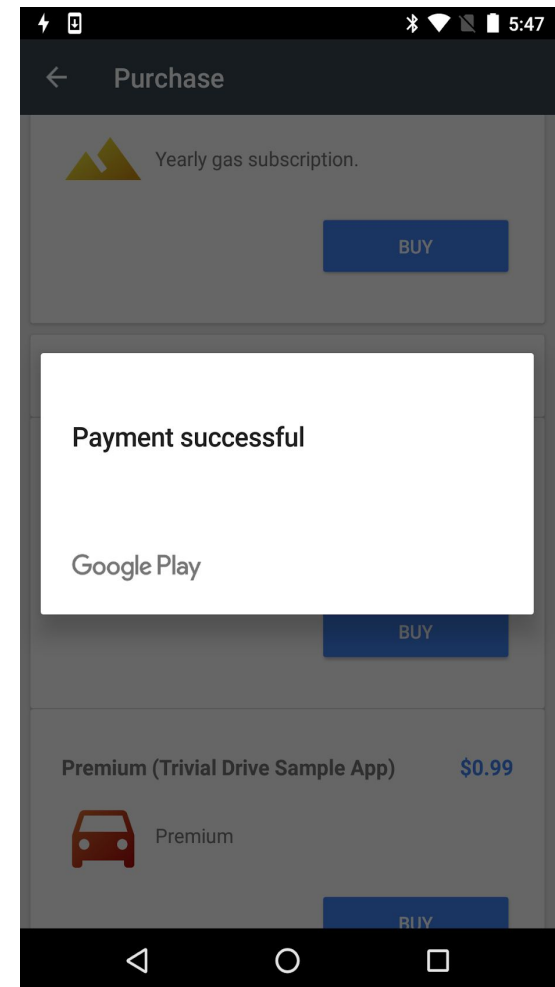 5:47
Purchase
Yearly gas subscription.
BUY
Payment successful
Google Play
BUY
Premium (Trivial Drive Sample App) $0.99
Premium
BUY